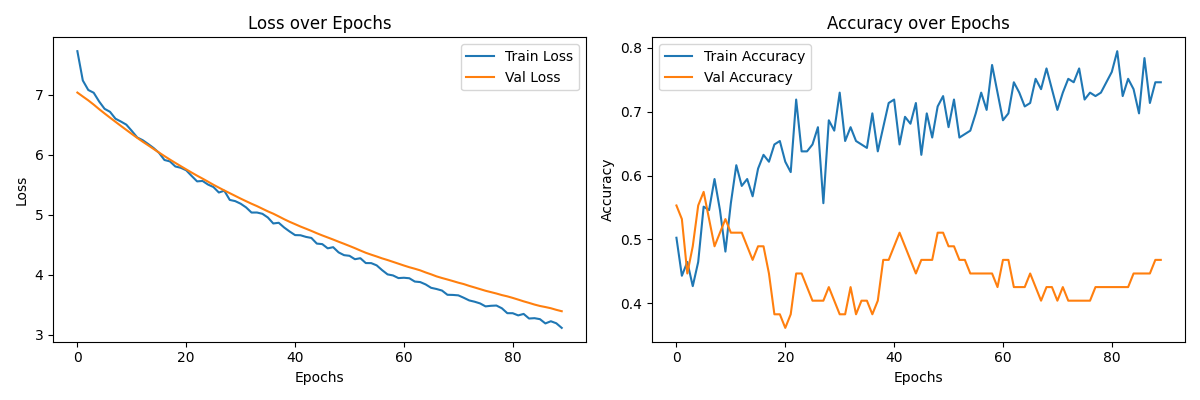 Loss over Epochs
Train Loss
Val Loss
Loss
7
6
5
4
3
0
20
40
60
80
Epochs
Accuracy over Epochs
Train Accuracy
Val Accuracy
Accuracy
0.8
0.7
0.6
0.5
0.4
0
20
40
60
80
Epochs